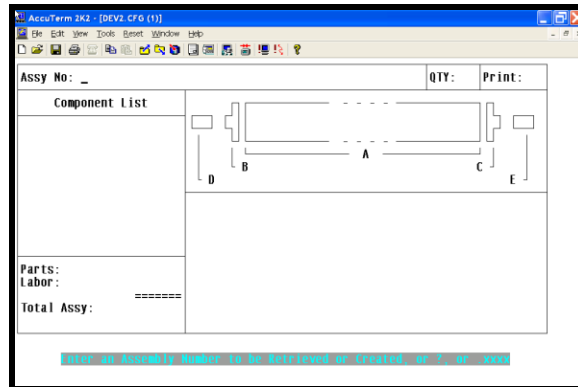 AccuTerm 2K2 - [DEV2.CFG (1)]
File Edit View Tools Reset Window Help
Assy No: _ QTY: Print:
Component List
A
B C
D E
Parts:
Labor:
=======
Total Assy:
Enter an Assembly Number to be Retrieved or Created, or ?, or .xxxx